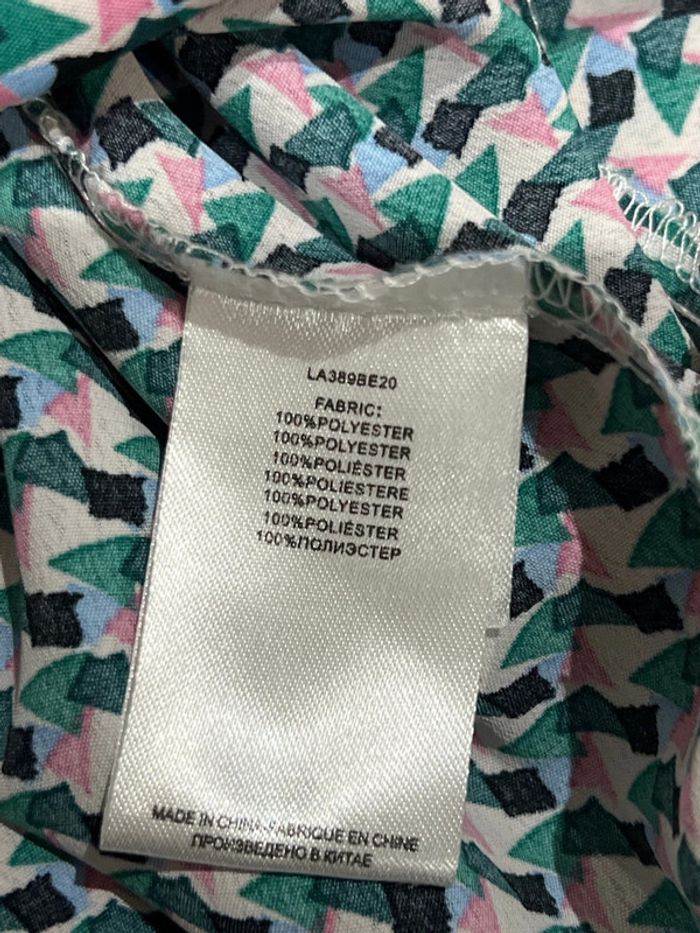 LA389BE20
FABRIC:
100%POLYESTER
100%POLYESTER
100%POLIÉSTER
100%POLIESTERE
100%POLYESTER
100%POLIÉSTER
100%ПОЛИЭСТЕР
MADE IN CHINA-FABRIQUE EN CHINE
ПРОИЗВЕДЕНО В КИТАЕ